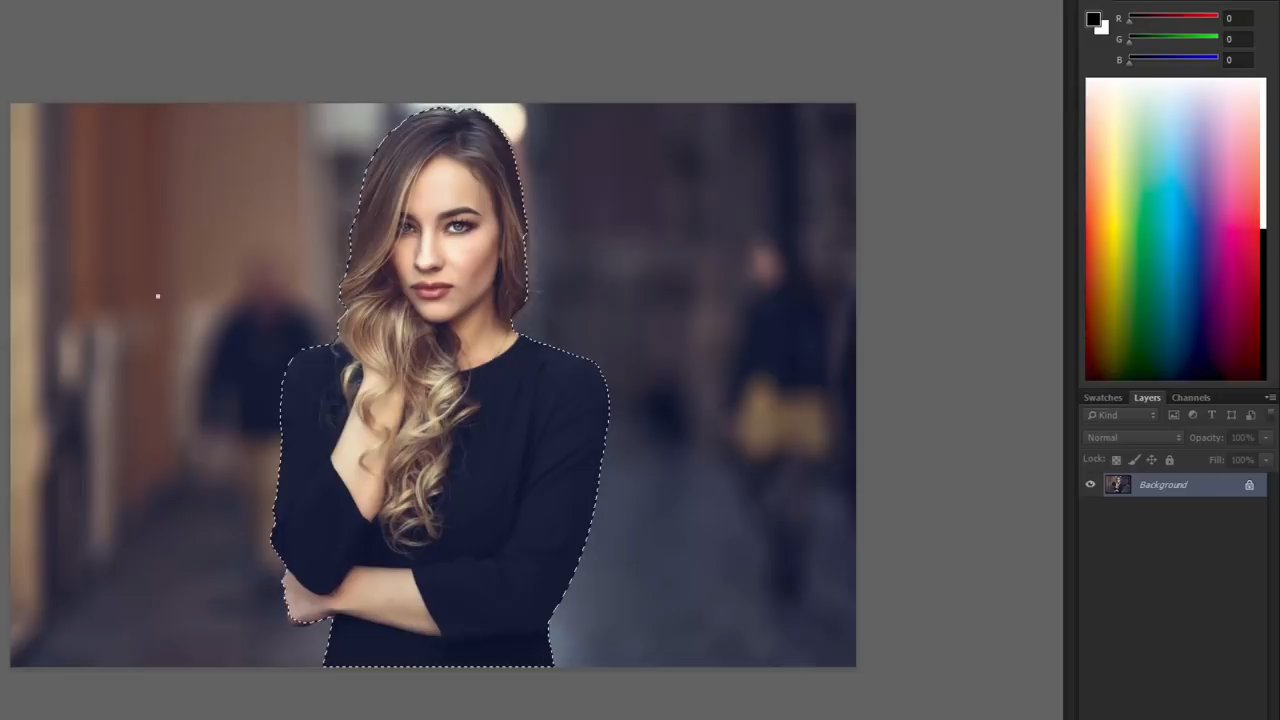 R 0
G 0
B 0
Swatches Layers Channels
Kind T
Normal Opacity: 100%
Lock: Fill: 100%
Background